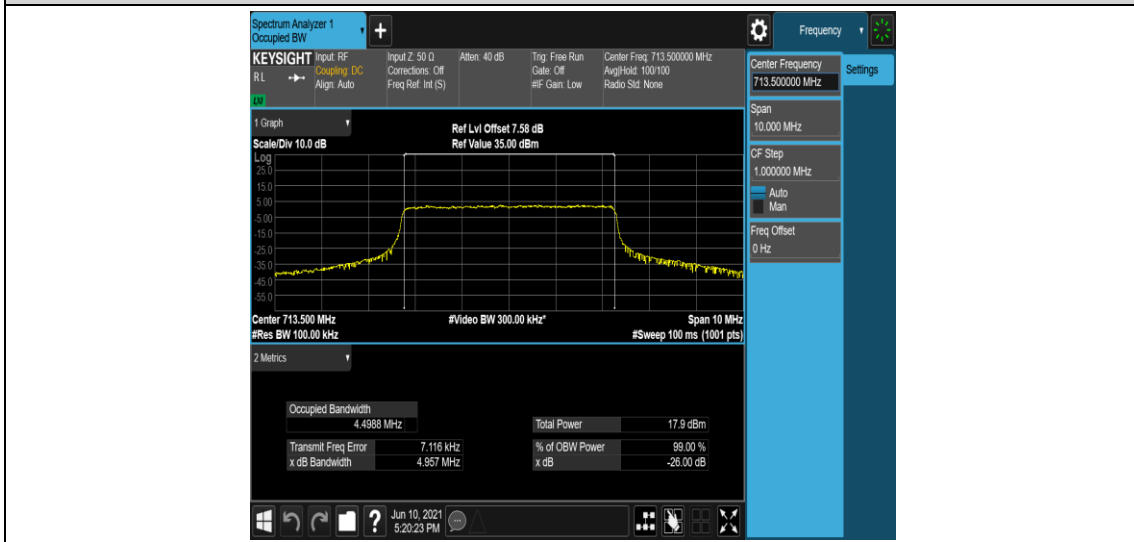 Spectrum Analyzer 1
Occupied BW
Frequency
KEYSIGHT
RL
LXI
Input: RF
Coupling: DC
Align: Auto
Input Z: 50 Ω
Corrections: Off
Freq Ref: Int (S)
Atten: 40 dB
Trig: Free Run
Gate: Off
#IF Gain: Low
Center Freq: 713.500000 MHz
Avg|Hold: 100/100
Radio Std: None
Center Frequency
713.500000 MHz
Settings
Span
10.000 MHz
CF Step
1.000000 MHz
Auto
Man
Freq Offset
0 Hz
1 Graph
Scale/Div 10.0 dB
Ref Lvl Offset 7.58 dB
Ref Value 35.00 dBm
Log
25.0
15.0
5.00
-5.00
-15.0
-25.0
-35.0
-45.0
-55.0
Center 713.500 MHz
#Video BW 300.00 kHz*
Span 10 MHz
#Res BW 100.00 kHz
#Sweep 100 ms (1001 pts)
2 Metrics
Occupied Bandwidth
4.4988 MHz
Total Power 17.9 dBm
Transmit Freq Error 7.116 kHz
% of OBW Power 99.00 %
x dB Bandwidth 4.957 MHz
x dB -26.00 dB
?
Jun 10, 2021
5:20:23 PM